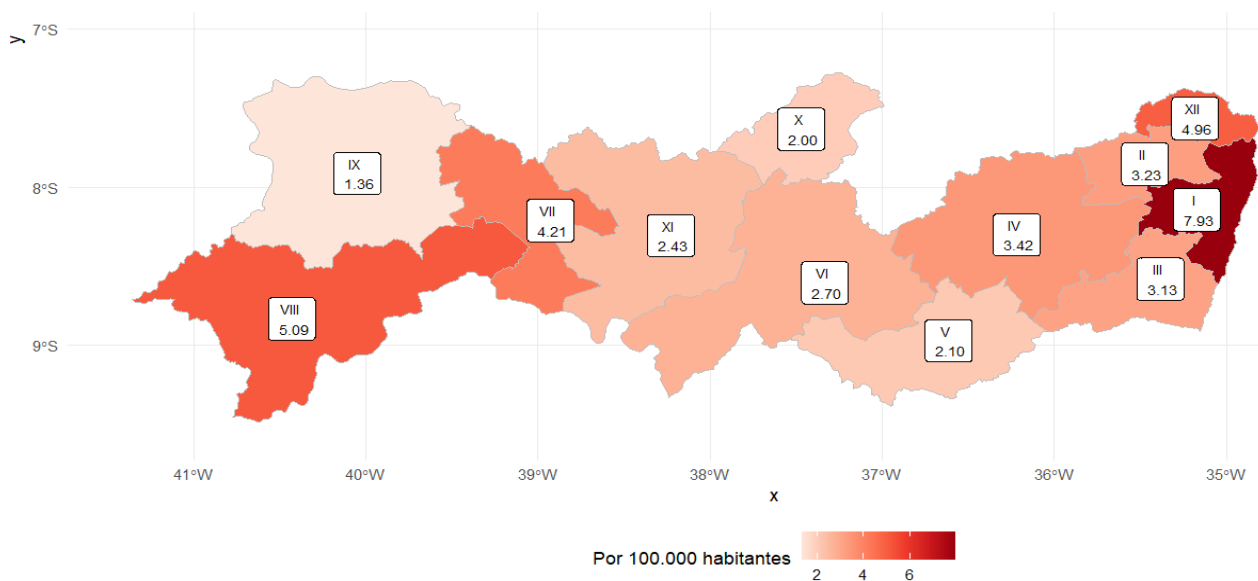 7°S
8°S
9°S
y
X
2.00
XII
4.96
IX
1.36
II
3.23
I
7.93
VII
4.21
XI
2.43
IV
3.42
VI
2.70
III
3.13
VIII
5.09
V
2.10
41°W 40°W 39°W 38°W 37°W 36°W 35°W
x
Por 100.000 habitantes
2 4 6